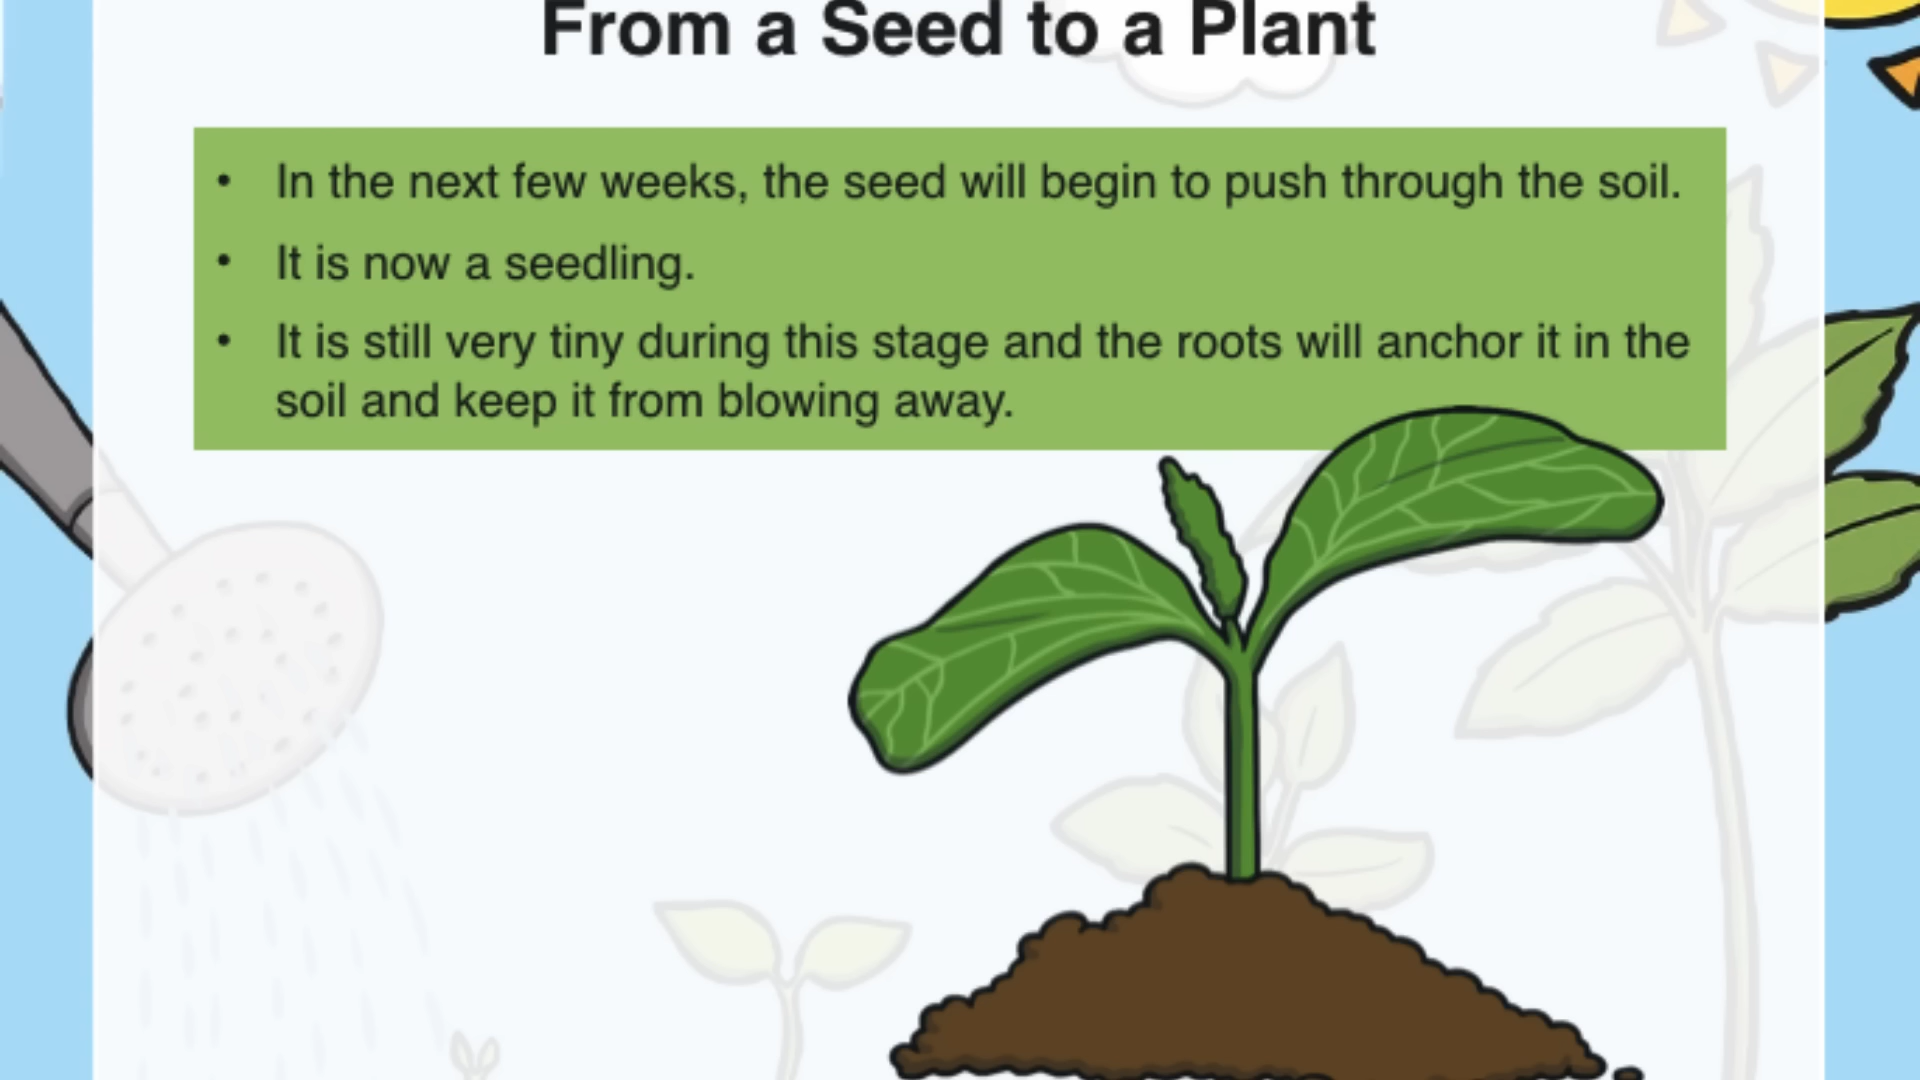 From a Seed to a Plant
• In the next few weeks, the seed will begin to push through the soil.
• It is now a seedling.
• It is still very tiny during this stage and the roots will anchor it in the
soil and keep it from blowing away.